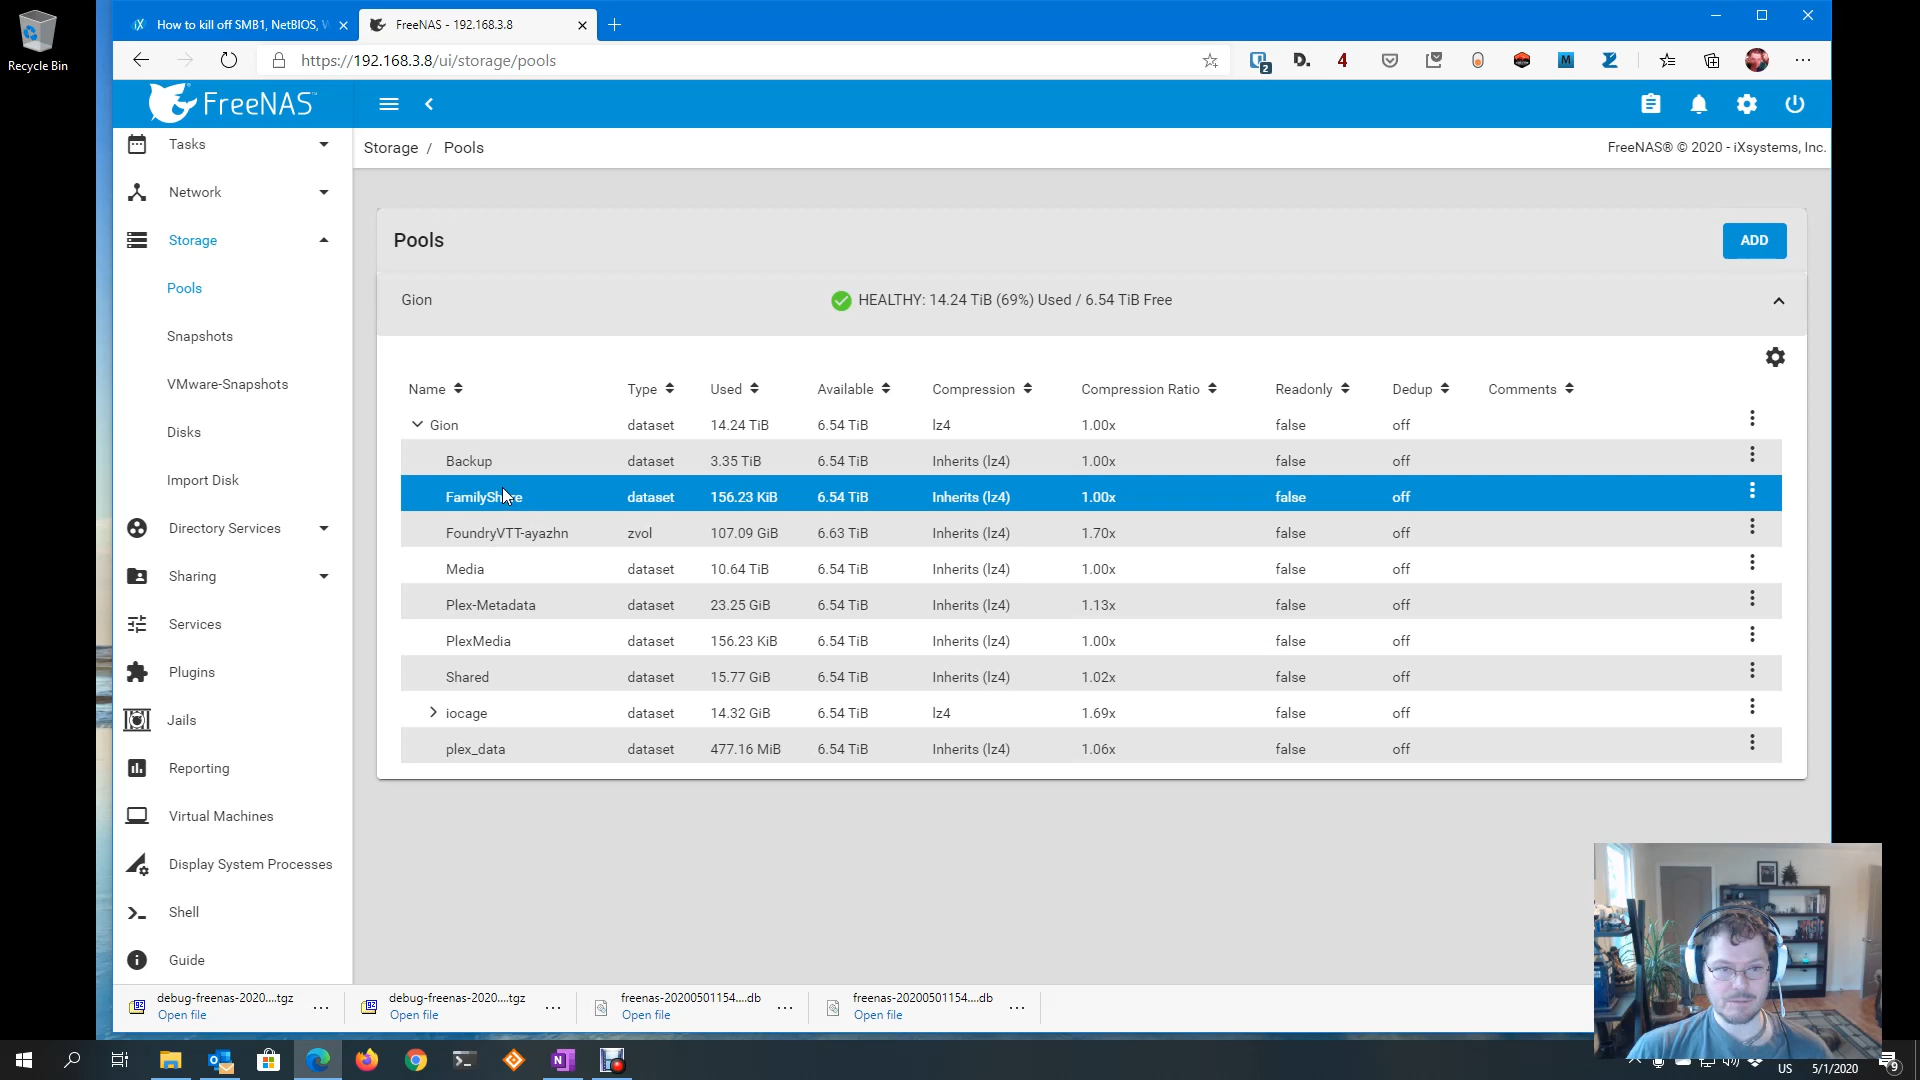 Recycle Bin
iX How to kill off SMB1, NetBIOS, W
FreeNAS - 192.168.3.8
https://192.168.3.8/ui/storage/pools
2
D.
4
M
FreeNAS
Storage / Pools
FreeNAS® © 2020 - iXsystems, Inc.
Tasks
Network
Storage
Pools
Snapshots
VMware-Snapshots
Disks
Import Disk
Directory Services
Sharing
Services
Plugins
Jails
Reporting
Virtual Machines
Display System Processes
Shell
Guide
Pools
ADD
Gion HEALTHY: 14.24 TiB (69%) Used / 6.54 TiB Free
Name Type Used Available Compression Compression Ratio Readonly Dedup Comments
Gion dataset 14.24 TiB 6.54 TiB lz4 1.00x false off
Backup dataset 3.35 TiB 6.54 TiB Inherits (lz4) 1.00x false off
FamilyShare dataset 156.23 KiB 6.54 TiB Inherits (lz4) 1.00x false off
FoundryVTT-ayazhn zvol 107.09 GiB 6.63 TiB Inherits (lz4) 1.70x false off
Media dataset 10.64 TiB 6.54 TiB Inherits (lz4) 1.00x false off
Plex-Metadata dataset 23.25 GiB 6.54 TiB Inherits (lz4) 1.13x false off
PlexMedia dataset 156.23 KiB 6.54 TiB Inherits (lz4) 1.00x false off
Shared dataset 15.77 GiB 6.54 TiB Inherits (lz4) 1.02x false off
iocage dataset 14.32 GiB 6.54 TiB lz4 1.69x false off
plex_data dataset 477.16 MiB 6.54 TiB Inherits (lz4) 1.06x false off
debug-freenas-2020....tgz
Open file
debug-freenas-2020....tgz
Open file
freenas-20200501154....db
Open file
freenas-20200501154....db
Open file
US
5/1/2020
9